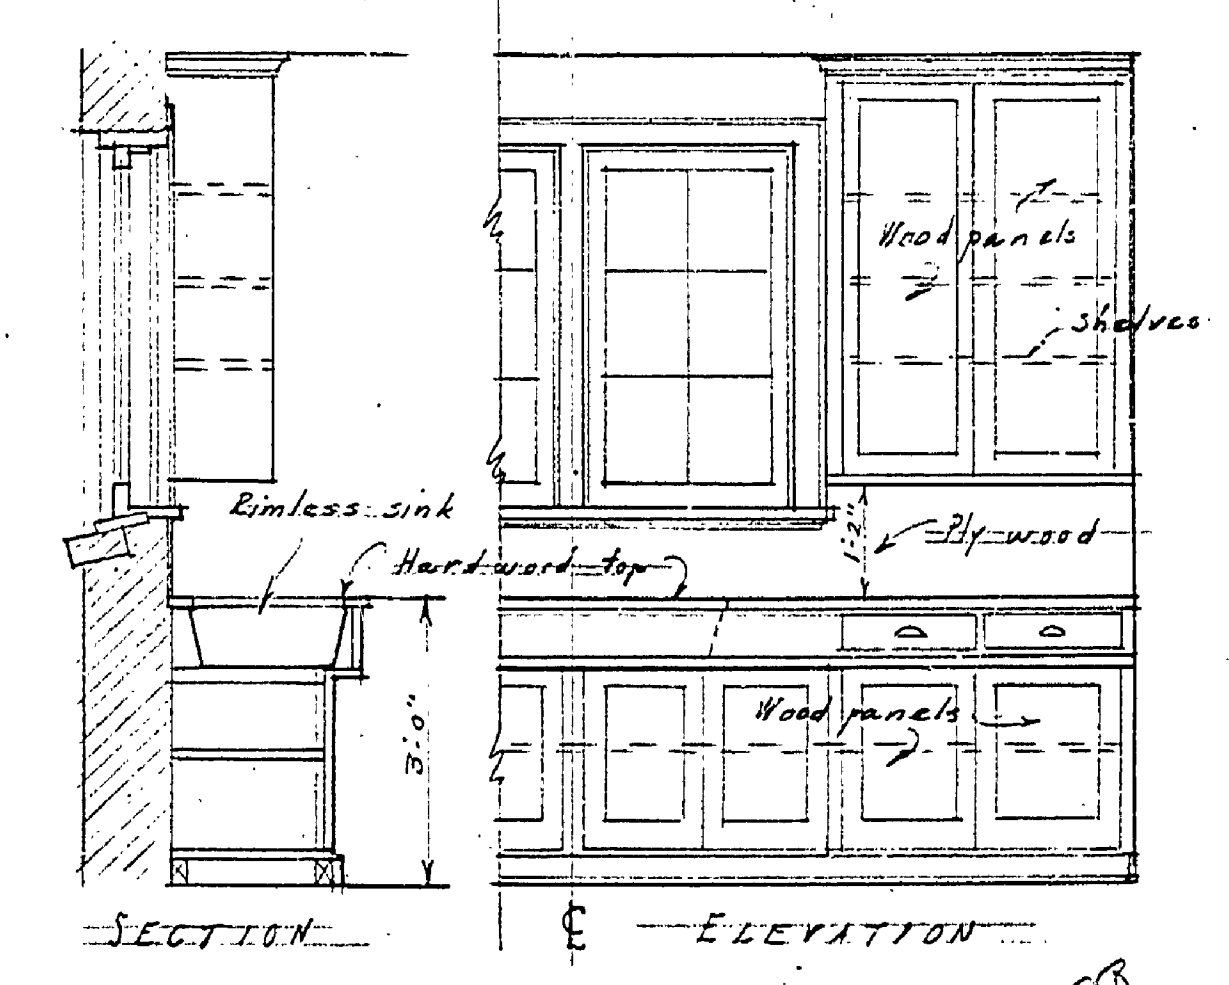 Wood panels
Shelves
Rimless sink
1'-2"
Plywood
Hardwood top
3'-0"
Wood panels
SECTION
℄
ELEVATION